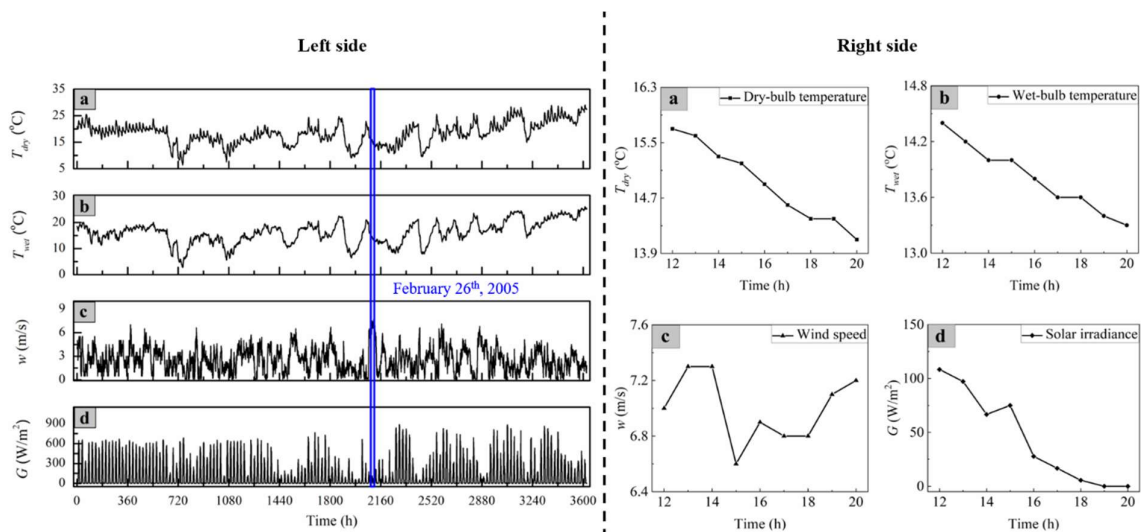 Left side
a
35
25
15
5
T_dry (°C)
b
30
20
10
0
T_wet (°C)
February 26th, 2005
c
9
6
3
0
w (m/s)
d
900
600
300
0
G (W/m²)
0 360 720 1080 1440 1800 2160 2520 2880 3240 3600
Time (h)
Right side
a
Dry-bulb temperature
16.3
15.5
14.7
13.9
T_dry (°C)
12 14 16 18 20
Time (h)
b
Wet-bulb temperature
14.8
14.2
13.6
13.0
T_wet (°C)
12 14 16 18 20
Time (h)
c
Wind speed
7.6
7.2
6.8
6.4
w (m/s)
12 14 16 18 20
Time (h)
d
Solar irradiance
150
100
50
0
G (W/m²)
12 14 16 18 20
Time (h)